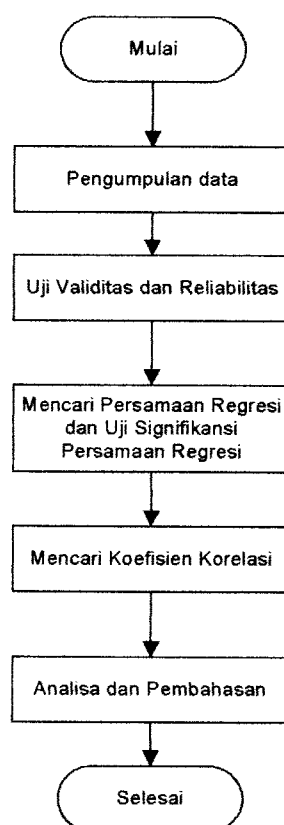 Mulai
Pengumpulan data
Uji Validitas dan Reliabilitas
Mencari Persamaan Regresi
dan Uji Signifikansi
Persamaan Regresi
Mencari Koefisien Korelasi
Analisa dan Pembahasan
Selesai